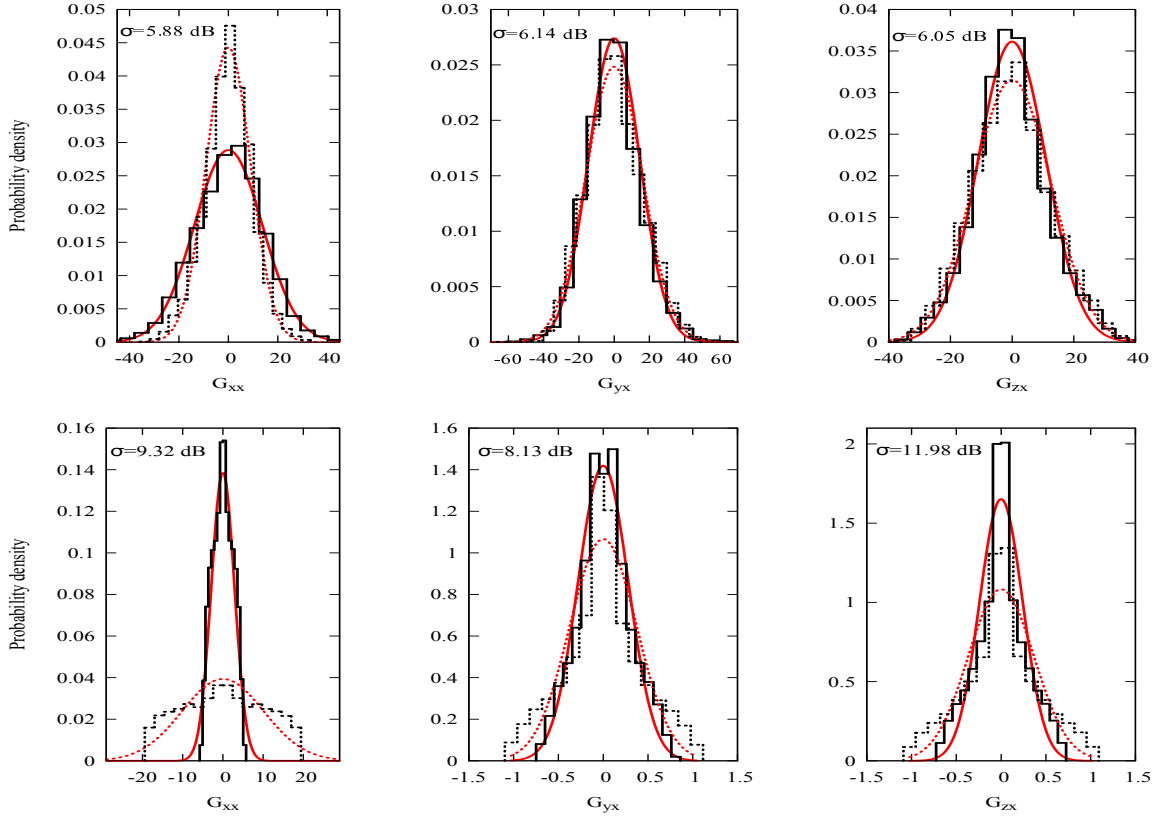 σ=5.88 dB
Probability density
0.05
0.045
0.04
0.035
0.03
0.025
0.02
0.015
0.01
0.005
0
-40 -20 0 20 40
Gxx
σ=6.14 dB
0.03
0.025
0.02
0.015
0.01
0.005
0
-60 -40 -20 0 20 40 60
Gyx
σ=6.05 dB
0.04
0.035
0.03
0.025
0.02
0.015
0.01
0.005
0
-40 -20 0 20 40
Gzx
σ=9.32 dB
Probability density
0.16
0.14
0.12
0.1
0.08
0.06
0.04
0.02
0
-20 -10 0 10 20
Gxx
σ=8.13 dB
1.6
1.4
1.2
1
0.8
0.6
0.4
0.2
0
-1.5 -1 -0.5 0 0.5 1 1.5
Gyx
σ=11.98 dB
2
1.5
1
0.5
0
-1.5 -1 -0.5 0 0.5 1 1.5
Gzx